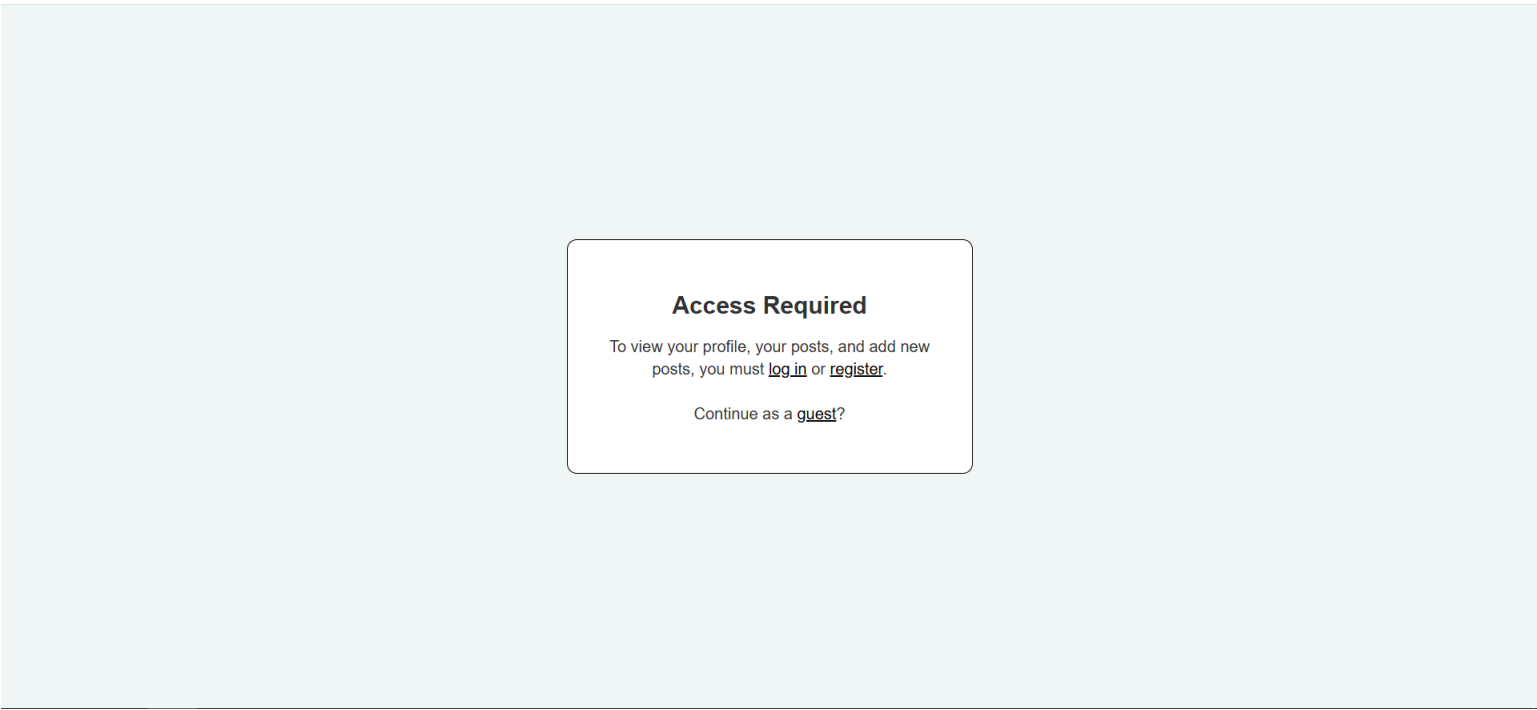 Access Required
To view your profile, your posts, and add new
posts, you must log in or register.
Continue as a guest?